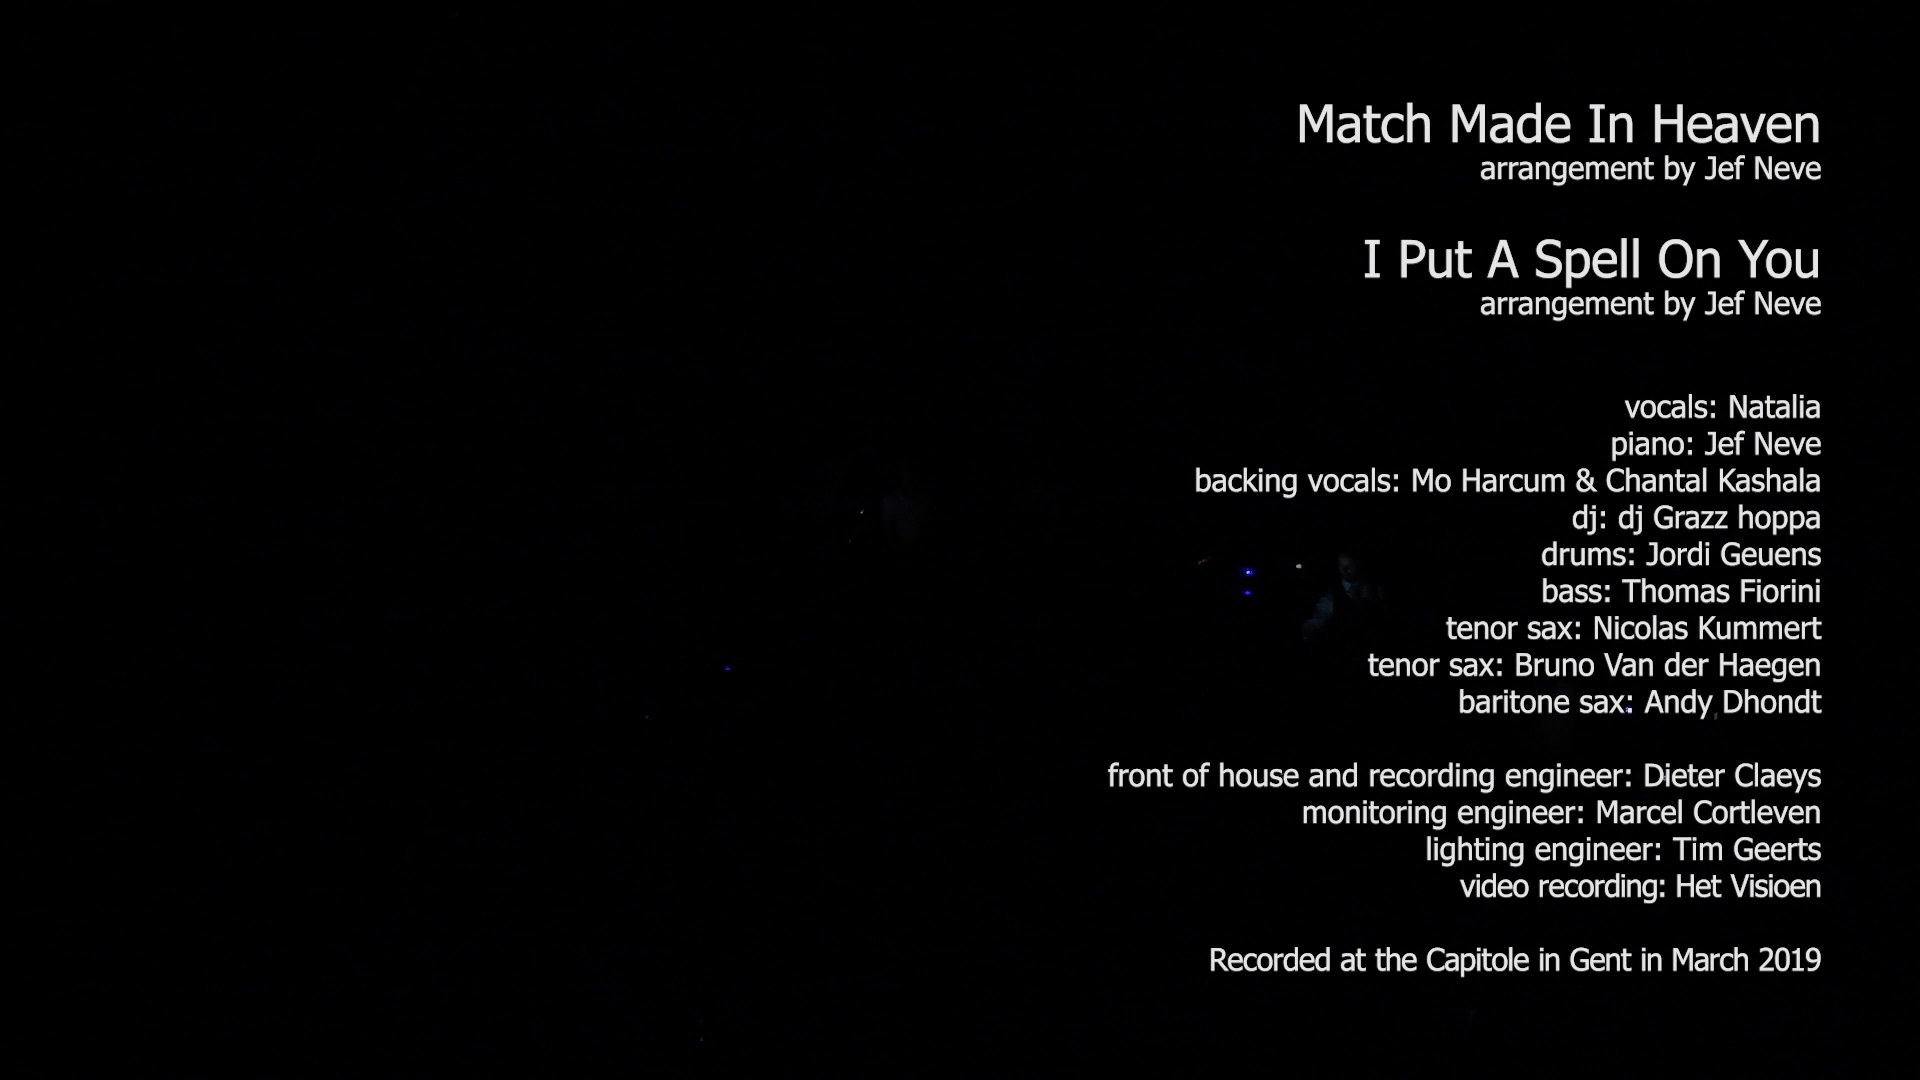 Match Made In Heaven
arrangement by Jef Neve
I Put A Spell On You
arrangement by Jef Neve
vocals: Natalia
piano: Jef Neve
backing vocals: Mo Harcum & Chantal Kashala
dj: dj Grazz hoppa
drums: Jordi Geuens
bass: Thomas Fiorini
tenor sax: Nicolas Kummert
tenor sax: Bruno Van der Haegen
baritone sax: Andy Dhondt
front of house and recording engineer: Dieter Claeys
monitoring engineer: Marcel Cortleven
lighting engineer: Tim Geerts
video recording: Het Visioen
Recorded at the Capitole in Gent in March 2019